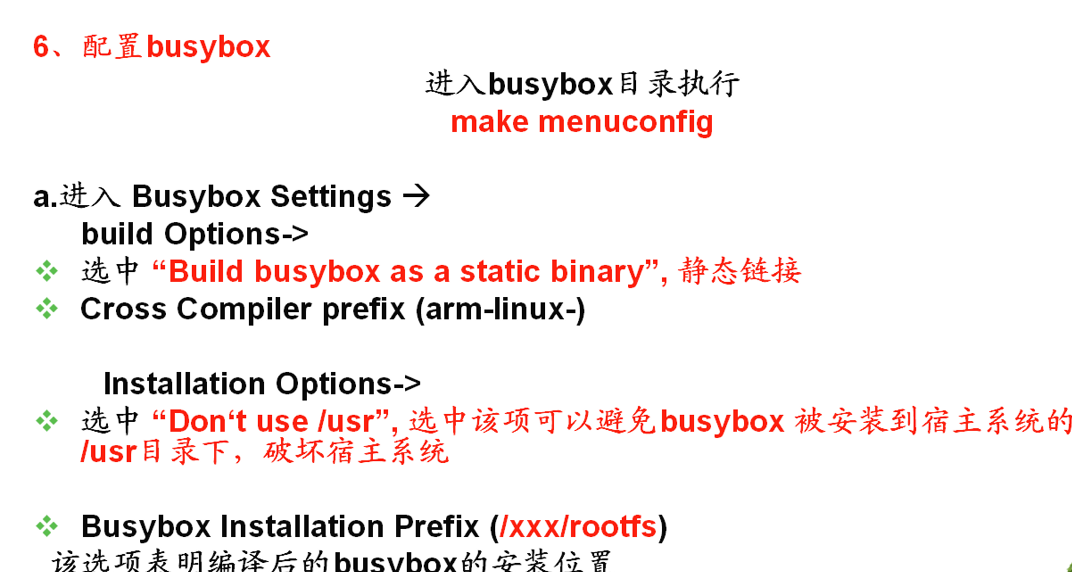 6、配置busybox
进入busybox目录执行
make menuconfig
a.进入 Busybox Settings →
build Options->
选中 “Build busybox as a static binary”, 静态链接
Cross Compiler prefix (arm-linux-)
Installation Options->
选中 “Don‘t use /usr”, 选中该项可以避免busybox 被安装到宿主系统的
/usr目录下，破坏宿主系统
Busybox Installation Prefix (/xxx/rootfs)
该选项表明编译后的busybox的安装位置